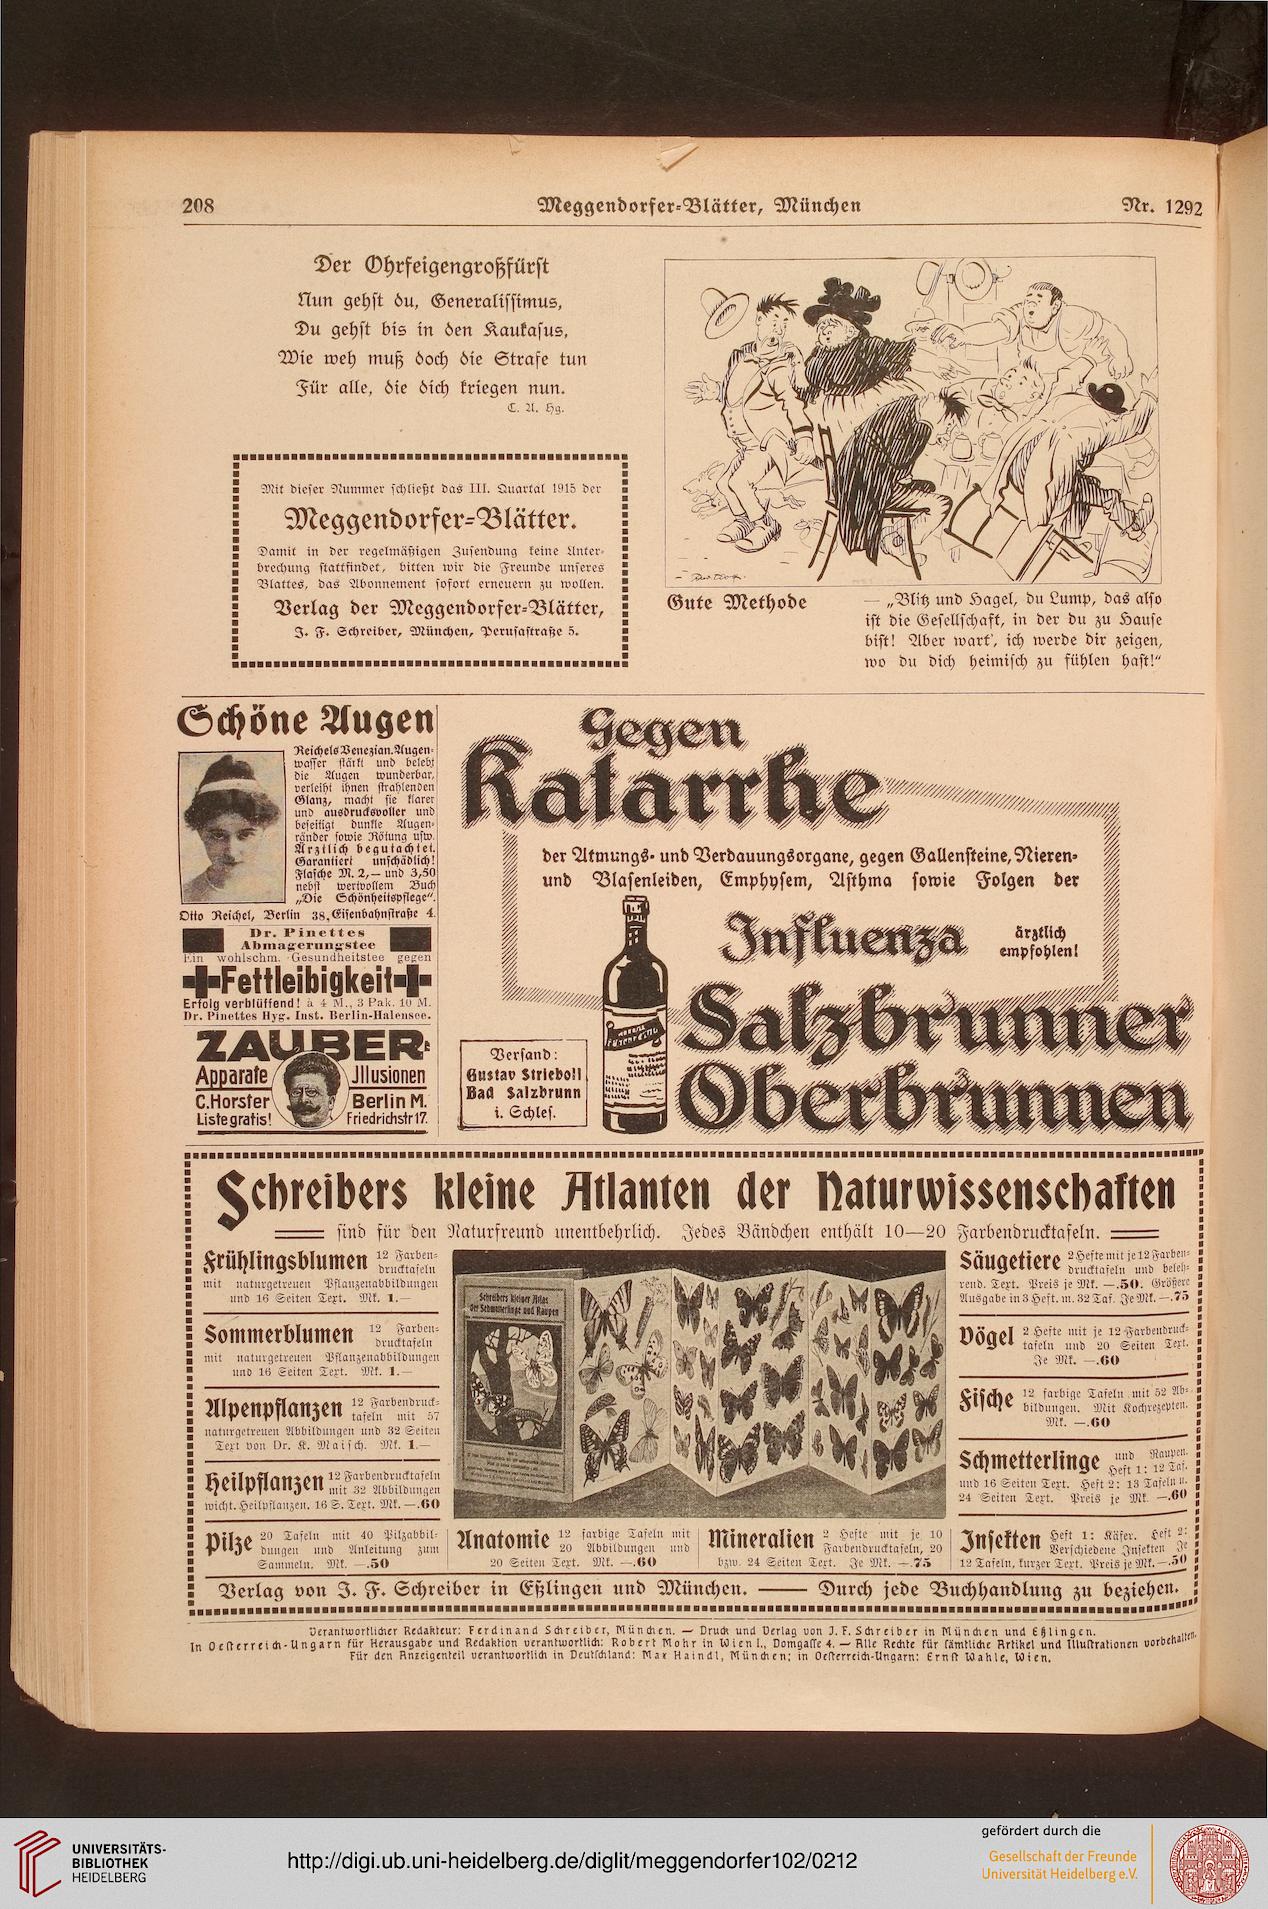 208
Meggendorfer-Blätter, München
Nr. 1292
Der Ohrfeigengroßfürst
Nun gehst du, Generalissimus,
Du gehst bis in den Kaukasus,
Wie weh muß doch die Strafe tun
Für alle, die dich kriegen nun.
C. A. Hg.
Mit dieser Nummer schließt das III. Quartal 1915 der
Meggendorfer-Blätter.
Damit in der regelmäßigen Zusendung keine Unter-
brechung stattfindet, bitten wir die Freunde unseres
Blattes, das Abonnement sofort erneuern zu wollen.
Verlag der Meggendorfer-Blätter,
J. F. Schreiber, München, Perusastraße 5.
Gute Methode
— „Blitz und Hagel, du Lump, das also
ist die Gesellschaft, in der du zu Hause
bist! Aber wart', ich werde dir zeigen,
wo du dich heimisch zu fühlen hast!"
Schöne Augen
Reichels Venezian. Augen-
wasser stärkt und belebt
die Augen wunderbar,
verleiht ihnen strahlenden
Glanz, macht sie klarer
und ausdrucksvoller und
beseitigt dunkle Augen-
ränder sowie Rötung usw.
Ärztlich begutachtet.
Garantiert unschädlich!
Flasche M. 2,— und 3,50
nebst wertvollem Buch
„Die Schönheitspflege".
Otto Reichel, Berlin 38, Eisenbahnstraße 4.
Dr. Pinettes
Abmagerungstee
Ein wohlschm. Gesundheitstee gegen
Fettleibigkeit
Erfolg verblüffend! à 4 M., 3 Pak. 10 M.
Dr. Pinettes Hyg. Inst. Berlin-Halensee.
ZAUBER-
Apparate Jllusionen
C. Horster Berlin M.
Liste gratis! Friedrichstr 17.
Gegen
Katarrhe
der Atmungs- und Verdauungsorgane, gegen Gallensteine, Nieren-
und Blasenleiden, Emphysem, Asthma sowie Folgen der
Influenza
ärztlich
empfohlen!
Salzbrunner
Oberbrunnen
Versand:
Gustav Strieboll
Bad Salzbrunn
i. Schles.
Schreibers kleine Atlanten der Naturwissenschaften
sind für den Naturfreund unentbehrlich. Jedes Bändchen enthält 10—20 Farbendrucktafeln.
Frühlingsblumen 12 Farben-
drucktafeln
mit naturgetreuen Pflanzenabbildungen
und 16 Seiten Text. Mk. 1.—
Sommerblumen 12 Farben-
drucktafeln
mit naturgetreuen Pflanzenabbildungen
und 16 Seiten Text. Mk. 1.—
Alpenpflanzen 12 Farbendruck-
tafeln mit 57
naturgetreuen Abbildungen und 32 Seiten
Text von Dr. K. Maisch. Mk. 1.—
Heilpflanzen 12 Farbendrucktafeln
mit 32 Abbildungen
wicht. Heilpflanzen. 16 S. Text. Mk. —.60
Schreibers kleiner Atlas
der Schmetterlinge und Raupen
Säugetiere 2 Hefte mit je 12 Farben-
drucktafeln und beleh-
rend. Text. Preis je Mk. —.50. Größere
Ausgabe in 3 Heft. m. 32 Taf. Je Mk. —.75
Vögel 2 Hefte mit je 12 Farbendruck-
tafeln und 20 Seiten Text.
Je Mk. —.60
Fische 12 farbige Tafeln mit 52 Ab-
bildungen. Mit Kochrezepten.
Mk. —.60
Schmetterlinge und Raupen.
Heft 1: 12 Taf.
und 16 Seiten Text. Heft 2: 13 Tafeln u.
24 Seiten Text. Preis je Mk. —.60
Pilze 20 Tafeln mit 40 Pilzabbil-
dungen und Anleitung zum
Sammeln. Mk. —.50
Anatomie 12 farbige Tafeln mit
20 Abbildungen und
20 Seiten Text. Mk. —.60
Mineralien 2 Hefte mit je 10
Farbendrucktafeln, 20
bzw. 24 Seiten Text. Je Mk. —.75
Insekten Heft 1: Käfer. Heft 2:
Verschiedene Insekten Je
12 Tafeln, kurzer Text. Preis je Mk. —.50
Verlag von J. F. Schreiber in Eßlingen und München. — Durch jede Buchhandlung zu beziehen.
Verantwortlicher Redakteur: Ferdinand Schreiber, München. — Druck und Verlag von J. F. Schreiber in München und Eßlingen.
In Oesterreich-Ungarn für Herausgabe und Redaktion verantwortlich: Robert Mohr in Wien I., Domgasse 4. — Alle Rechte für sämtliche Artikel und Illustrationen vorbehalten.
Für den Anzeigenteil verantwortlich in Deutschland: Max Haindl, München; in Oesterreich-Ungarn: Ernst Wahle, Wien.
UNIVERSITÄTS-
BIBLIOTHEK
HEIDELBERG
http://digi.ub.uni-heidelberg.de/diglit/meggendorfer102/0212
gefördert durch die
Gesellschaft der Freunde
Universität Heidelberg e.V.